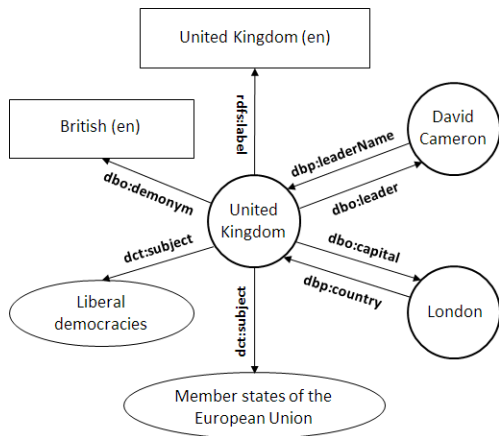 United Kingdom (en)
rdfs:label
British (en)
David
Cameron
dbp:leaderName
dbo:demonym
dbo:leader
United
Kingdom
dct:subject
dbo:capital
dbp:country
Liberal
democracies
London
dct:subject
Member states of the
European Union